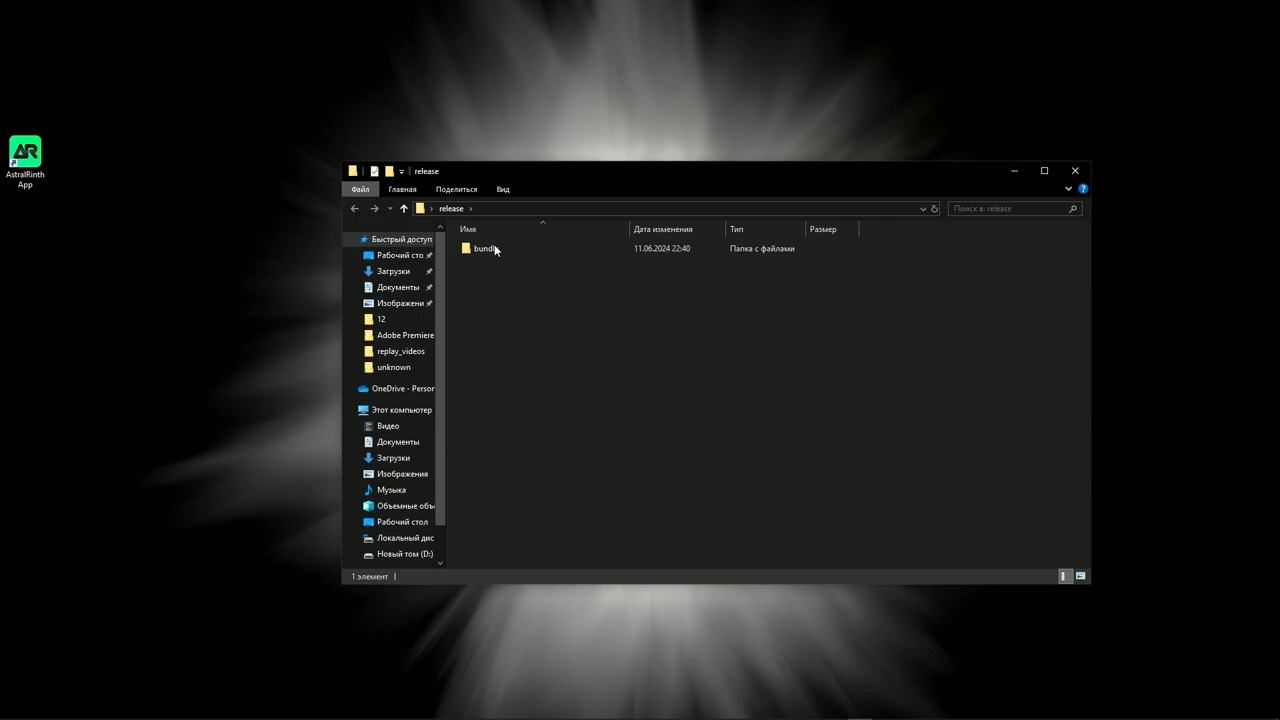 AR
AstralRinth
App
release
Файл
Главная
Поделиться
Вид
release
Поиск в: release
Имя
Дата изменения
Тип
Размер
11.06.2024 22:40
Папка с файлами
Быстрый доступ
Рабочий сто
Загрузки
Документы
Изображени
12
Adobe Premiere
replay_videos
unknown
OneDrive - Person
Этот компьютер
Видео
Документы
Загрузки
Изображения
Музыка
Объемные объ
Рабочий стол
Локальный дис
Новый том (D:)
1 элемент